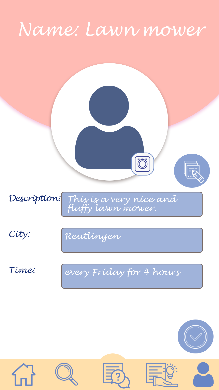 Name: Lawn mower
Description: This is a very nice and
fluffy lawn mower.
City: Reutlingen
Time: every Friday for 4 hours